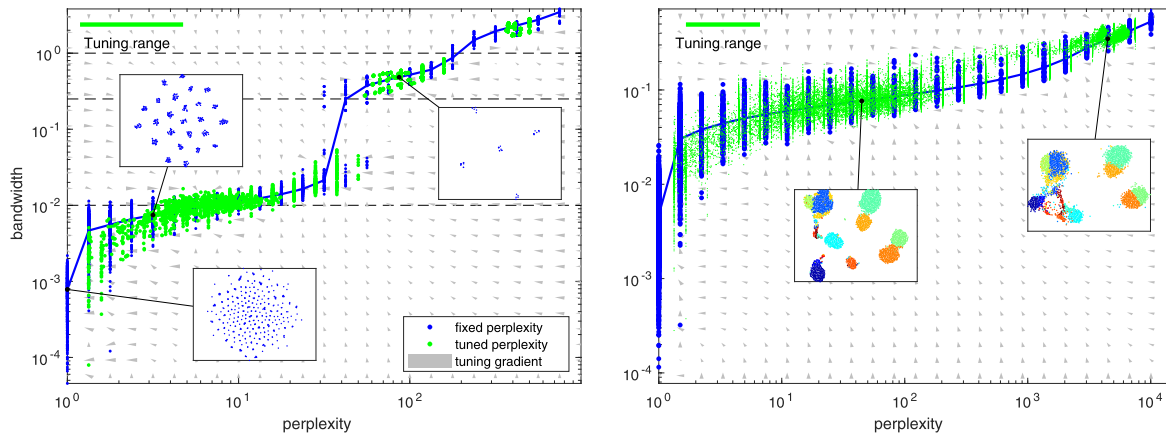 Tuning range
bandwidth
10^0
10^-1
10^-2
10^-3
10^-4
fixed perplexity
tuned perplexity
tuning gradient
10^0
10^1
10^2
perplexity
Tuning range
10^-1
10^-2
10^-3
10^-4
10^0
10^1
10^2
10^3
10^4
perplexity